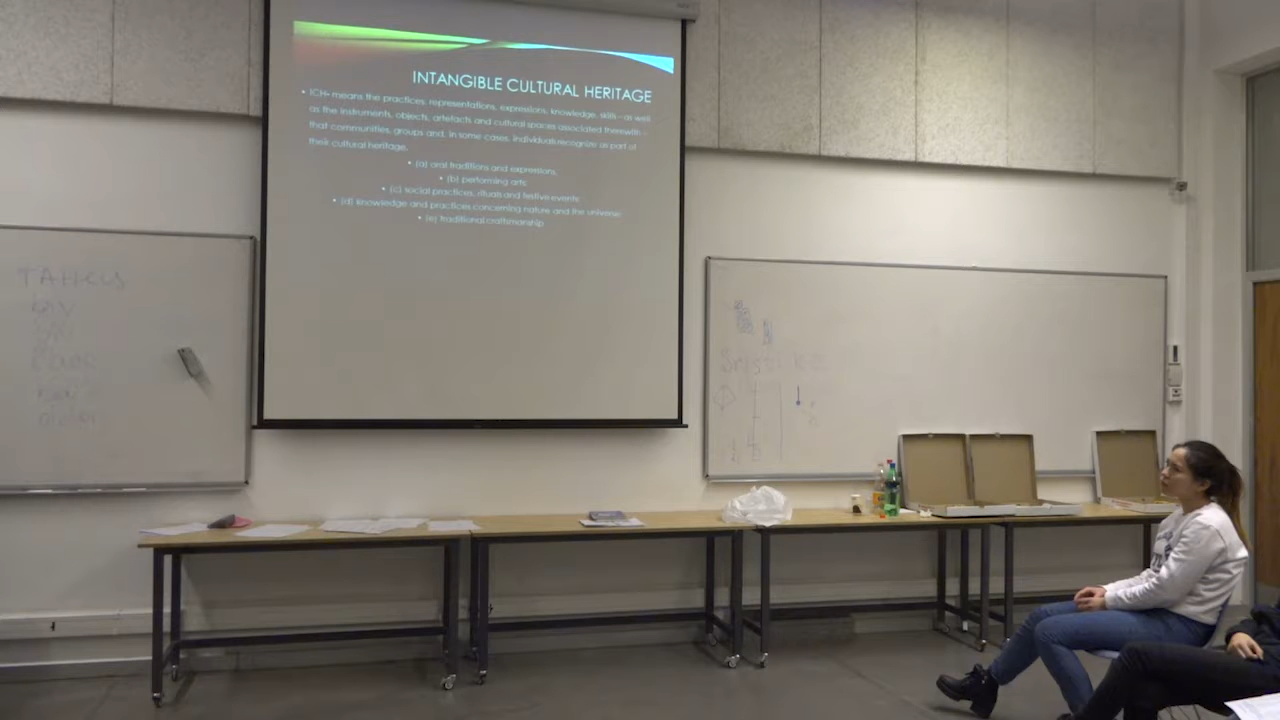 INTANGIBLE CULTURAL HERITAGE
• ICH- means the practices, representations, expressions, knowledge, skills – as well
as the instruments, objects, artefacts and cultural spaces associated therewith –
that communities, groups and, in some cases, individuals recognize as part of
their cultural heritage.
• (a) oral traditions and expressions,
• (b) performing arts
• (c) social practices, rituals and festive events
• (d) knowledge and practices concerning nature and the universe
• (e) traditional craftsmanship